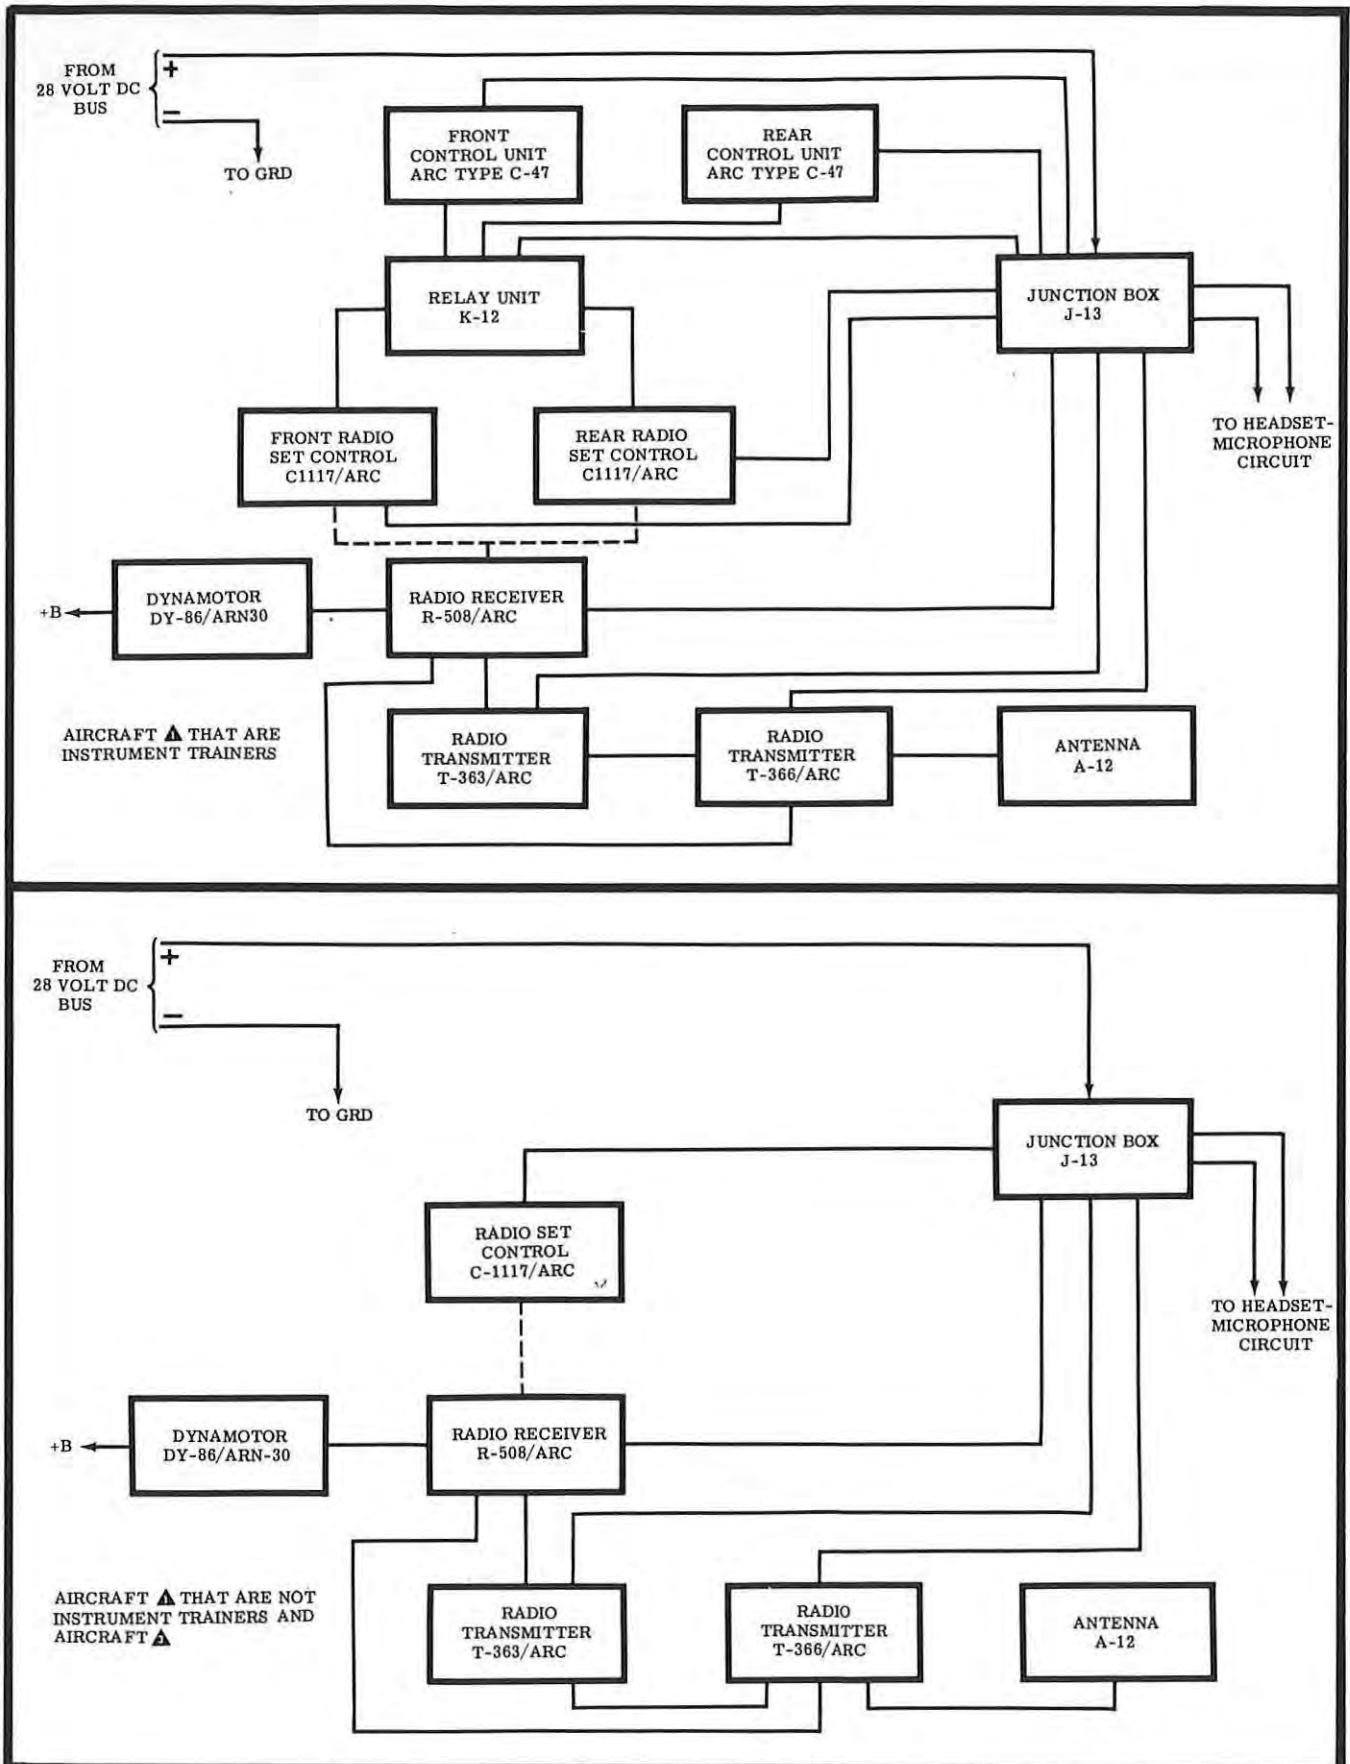 FROM
28 VOLT DC
BUS
+
−
TO GRD
FRONT
CONTROL UNIT
ARC TYPE C-47
REAR
CONTROL UNIT
ARC TYPE C-47
RELAY UNIT
K-12
JUNCTION BOX
J-13
FRONT RADIO
SET CONTROL
C1117/ARC
REAR RADIO
SET CONTROL
C1117/ARC
TO HEADSET-
MICROPHONE
CIRCUIT
+B
DYNAMOTOR
DY-86/ARN30
RADIO RECEIVER
R-508/ARC
AIRCRAFT 1 THAT ARE
INSTRUMENT TRAINERS
RADIO
TRANSMITTER
T-363/ARC
RADIO
TRANSMITTER
T-366/ARC
ANTENNA
A-12
FROM
28 VOLT DC
BUS
+
−
TO GRD
JUNCTION BOX
J-13
RADIO SET
CONTROL
C-1117/ARC
TO HEADSET-
MICROPHONE
CIRCUIT
+B
DYNAMOTOR
DY-86/ARN-30
RADIO RECEIVER
R-508/ARC
AIRCRAFT 1 THAT ARE NOT
INSTRUMENT TRAINERS AND
AIRCRAFT
RADIO
TRANSMITTER
T-363/ARC
RADIO
TRANSMITTER
T-366/ARC
ANTENNA
A-12